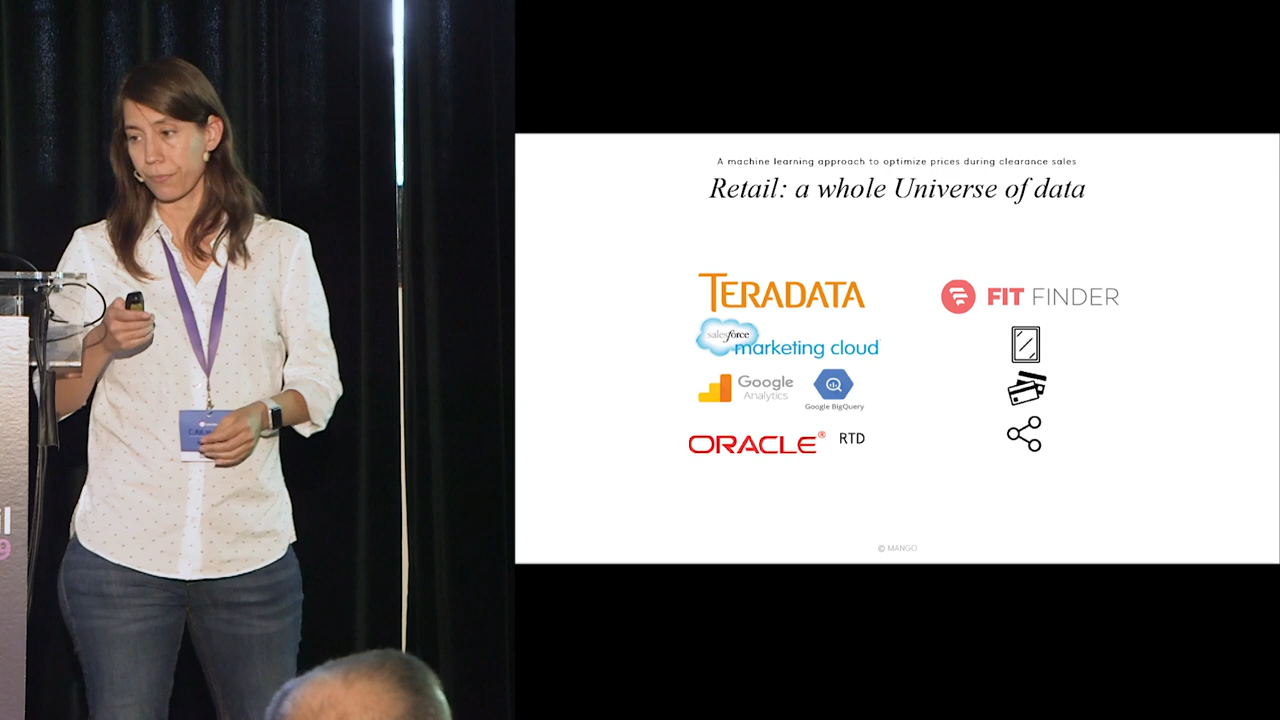 A machine learning approach to optimize prices during clearance sales
Retail: a whole Universe of data
TERADATA
FIT FINDER
salesforce
marketing cloud
Google
Analytics
Google BigQuery
ORACLE®
RTD
© MANGO